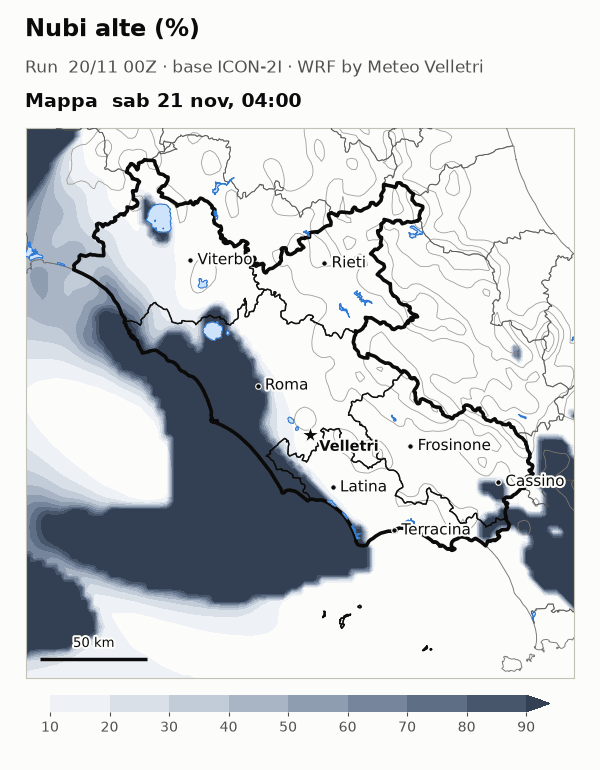 Nubi alte (%)
Run  20/11 00Z · base ICON-2I · WRF by Meteo Velletri
Mappa  sab 21 nov, 04:00
Viterbo
Rieti
Roma
Velletri
Frosinone
Cassino
Latina
Terracina
50 km
10 20 30 40 50 60 70 80 90